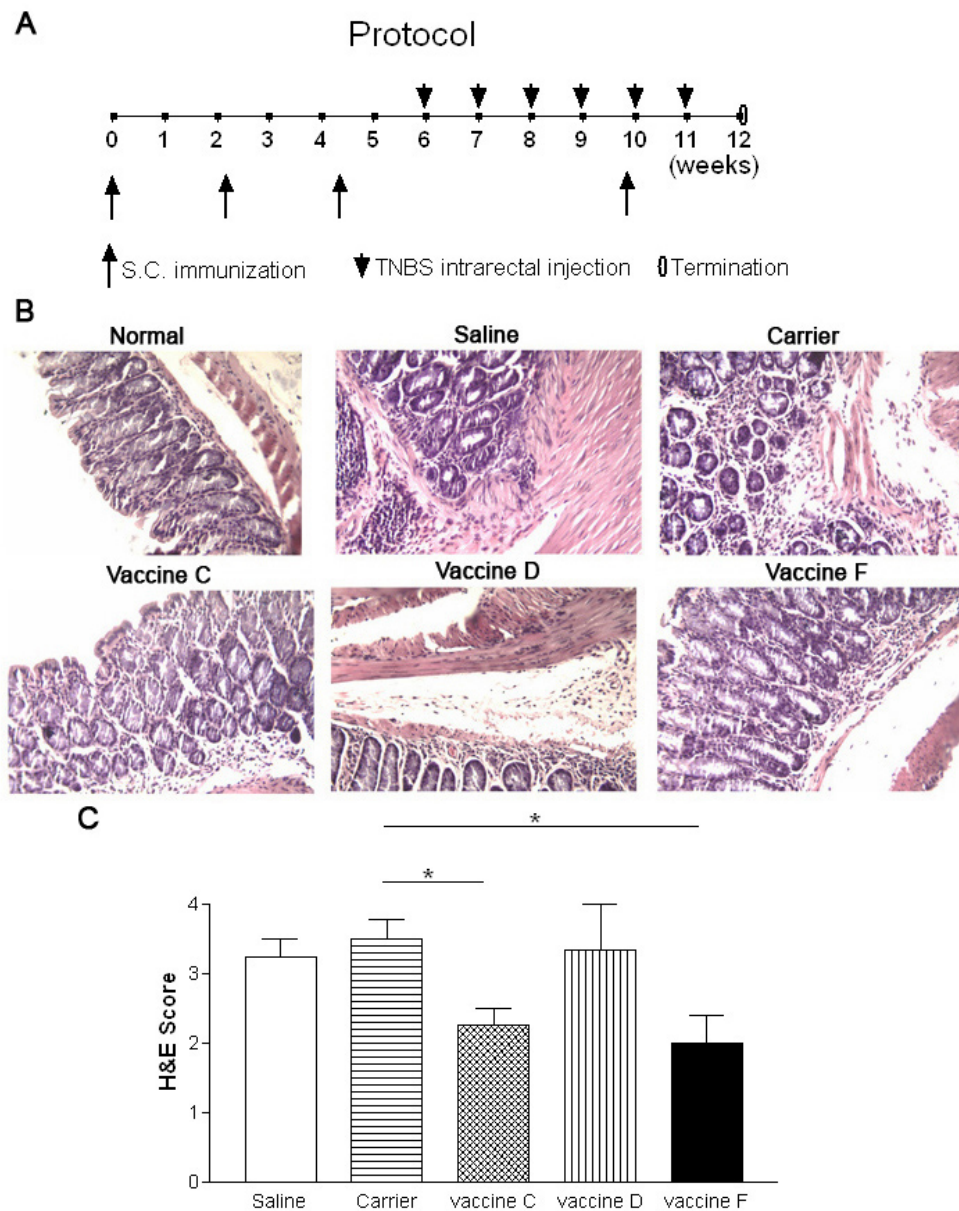 A
Protocol
0 1 2 3 4 5 6 7 8 9 10 11 12
(weeks)
S.C. immunization TNBS intrarectal injection Termination
B
Normal Saline Carrier
Vaccine C Vaccine D Vaccine F
C
*
*
4
3
2
1
0
H&E Score
Saline Carrier vaccine C vaccine D vaccine F